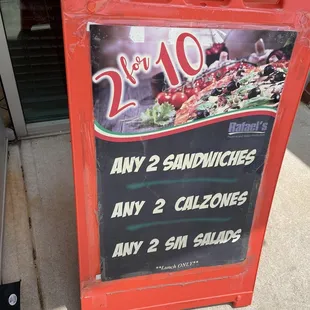 2 for 10
Rafael's
ANY 2 SANDWICHES
ANY 2 CALZONES
ANY 2 SM SALADS
**Lunch ONLY**